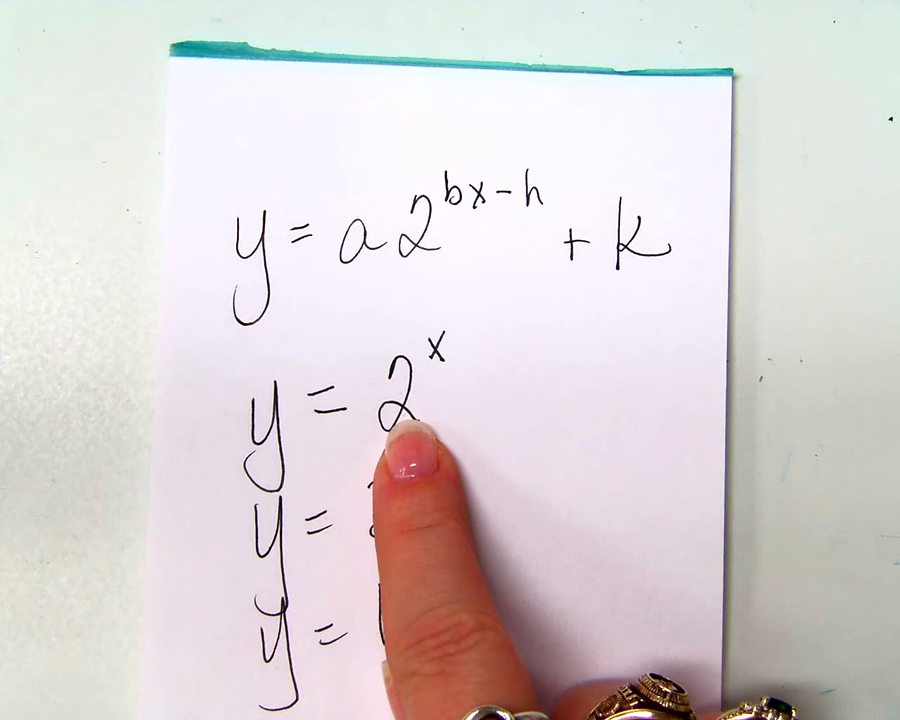 y = a2^{bx-h} + k
y = 2^x
y =
y =